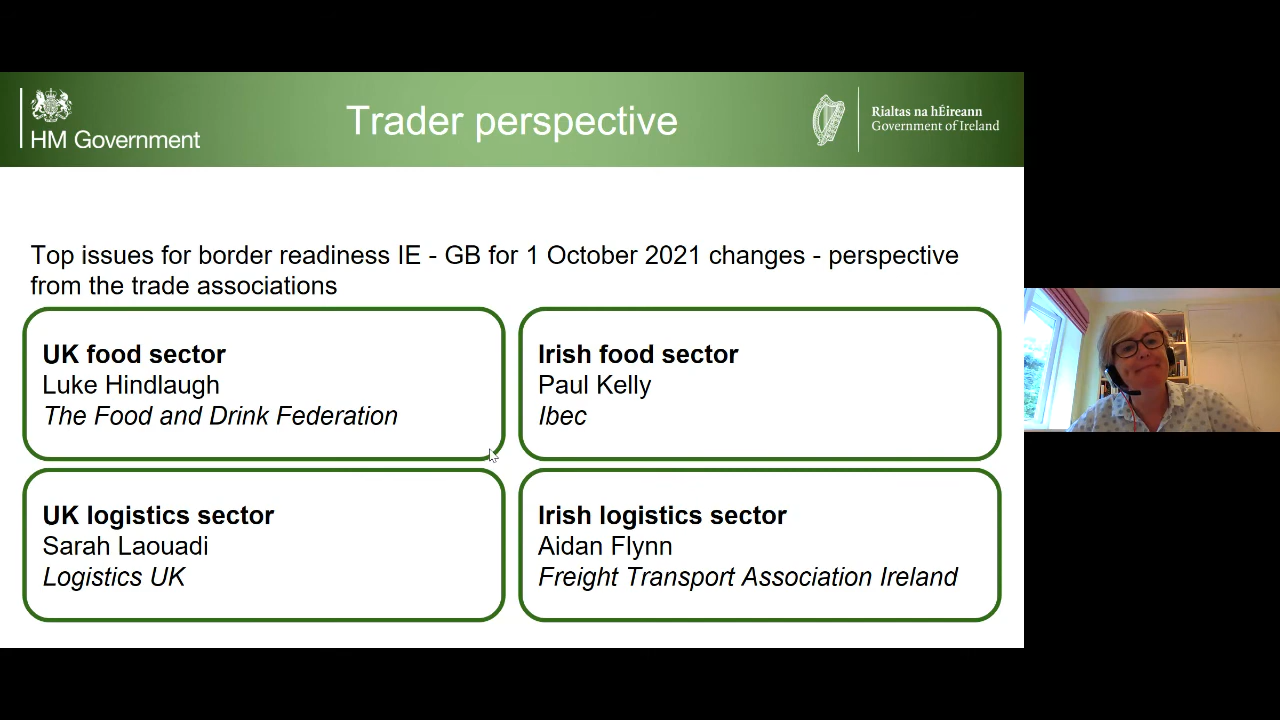 HM Government
Trader perspective
Rialtas na hÉireann
Government of Ireland
Top issues for border readiness IE - GB for 1 October 2021 changes - perspective
from the trade associations
UK food sector
Luke Hindlaugh
The Food and Drink Federation
Irish food sector
Paul Kelly
Ibec
UK logistics sector
Sarah Laouadi
Logistics UK
Irish logistics sector
Aidan Flynn
Freight Transport Association Ireland